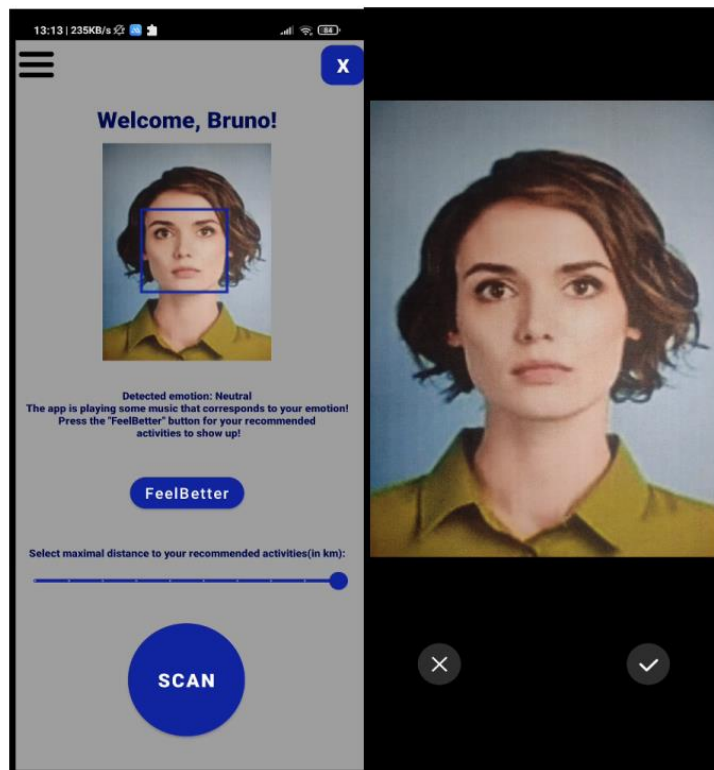 13:13 | 235KB/s
84
X
Welcome, Bruno!
Detected emotion: Neutral
The app is playing some music that corresponds to your emotion!
Press the "FeelBetter" button for your recommended
activities to show up!
FeelBetter
Select maximal distance to your recommended activities(in km):
SCAN